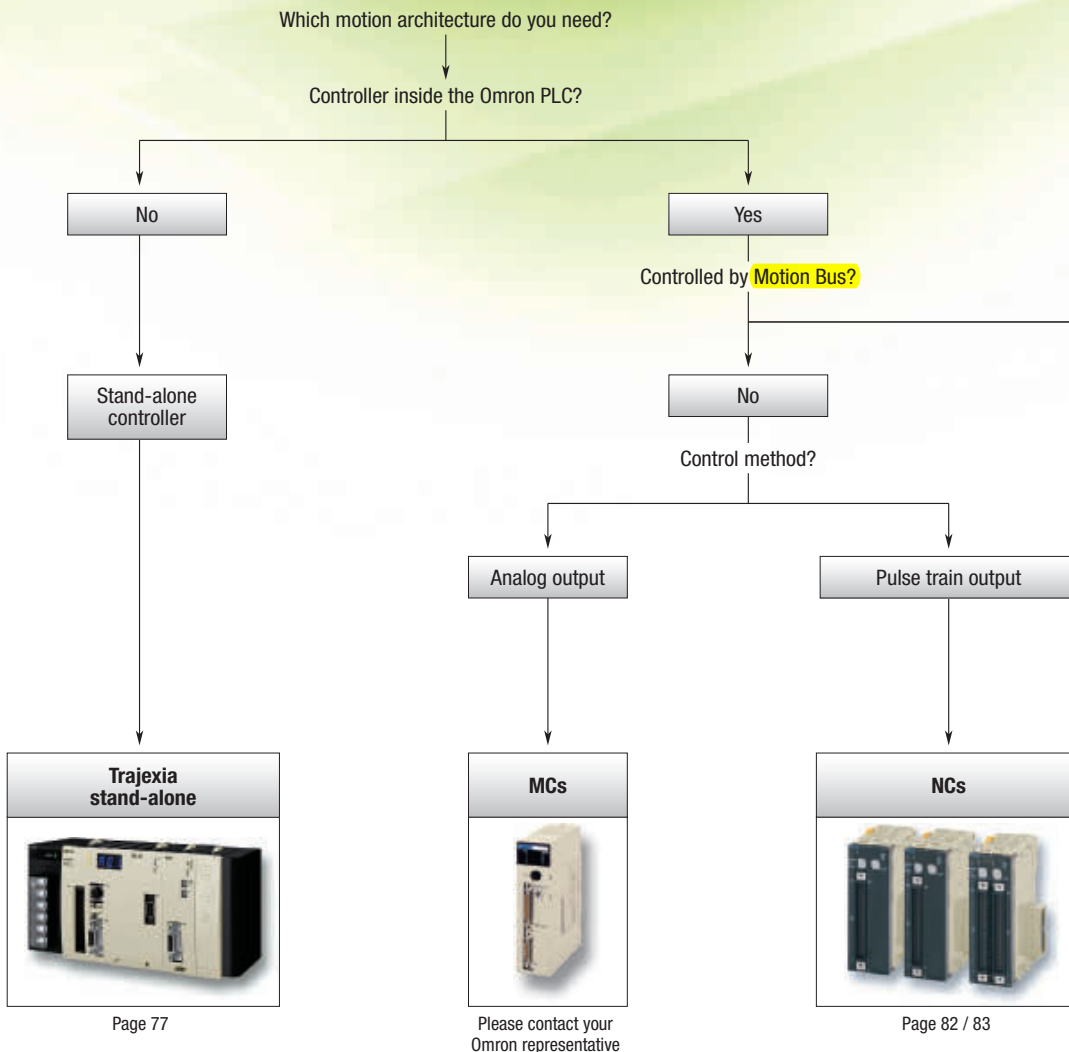 Which motion architecture do you need?
Controller inside the Omron PLC?
No
Yes
Controlled by Motion Bus?
Stand-alone
controller
No
Control method?
Analog output
Pulse train output
Trajexia
stand-alone
MCs
NCs
Page 77
Please contact your
Omron representative
Page 82 / 83